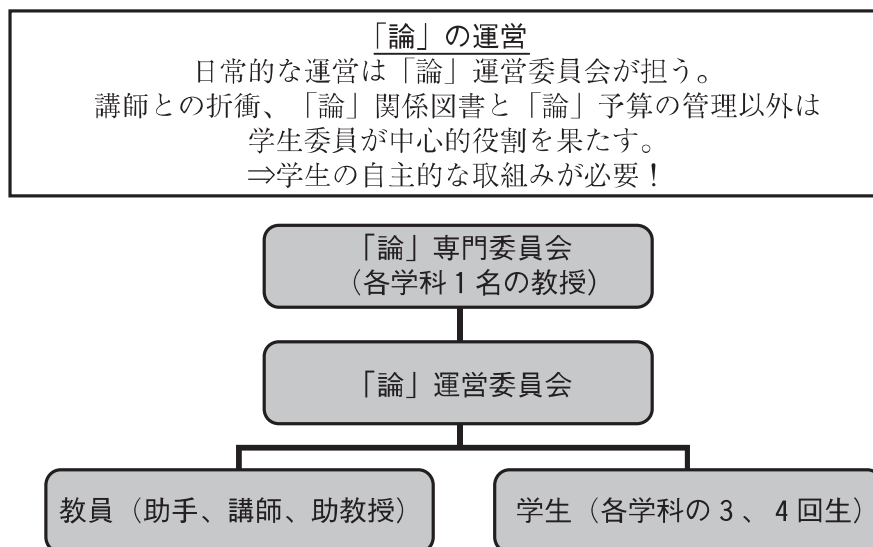 「論」の運営
日常的な運営は「論」運営委員会が担う。
講師との折衝、「論」関係図書と「論」予算の管理以外は
学生委員が中心的役割を果たす。
⇒学生の自主的な取組みが必要！
「論」専門委員会
（各学科１名の教授）
「論」運営委員会
教員（助手、講師、助教授）
学生（各学科の３、４回生）